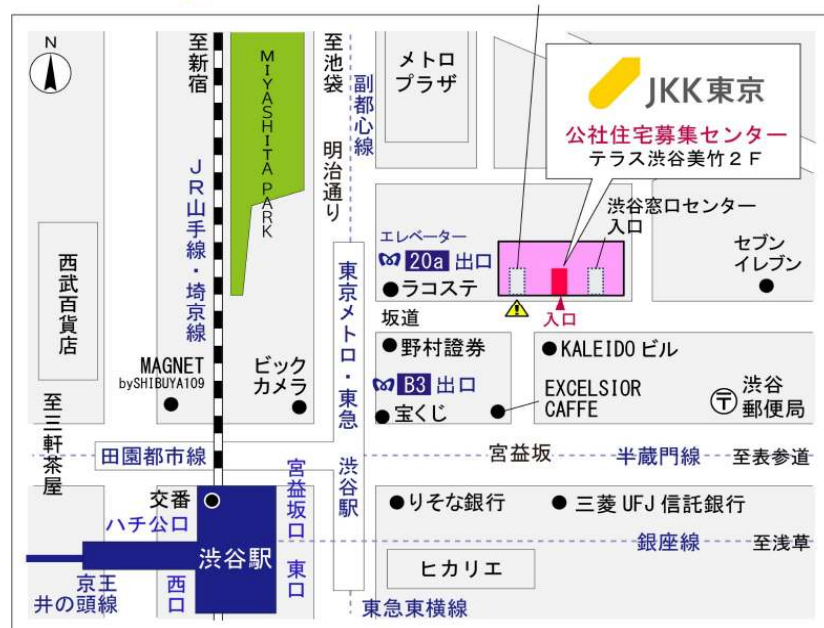 N
至新宿
MIYASHITA PARK
至池袋
副都心線
明治通り
メトロ
プラザ
JKK東京
公社住宅募集センター
テラス渋谷美竹2F
JR山手線・埼京線
渋谷窓口センター
入口
エレベーター
20a 出口
ラコステ
セブン
イレブン
西武百貨店
東京メトロ・東急 渋谷駅
坂道
入口
野村證券
KALEIDO ビル
MAGNET
bySHIBUYA109
ビック
カメラ
B3 出口
宝くじ
EXCELSIOR
CAFFE
渋谷
郵便局
至三軒茶屋
田園都市線
宮益坂
半蔵門線
至表参道
交番
宮益坂口
りそな銀行
三菱UFJ信託銀行
ハチ公口
渋谷駅
銀座線
至浅草
京王
井の頭線
西口
東口
ヒカリエ
東急東横線